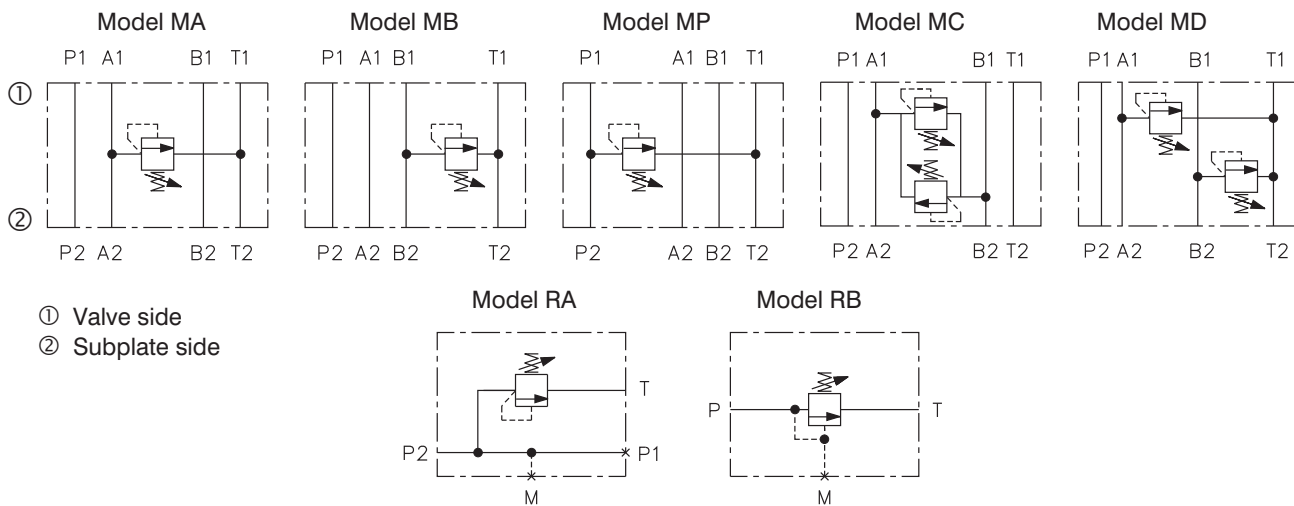 Model MA
Model MB
Model MP
Model MC
Model MD
P1 A1 B1 T1
P1 A1 B1 T1
P1 A1 B1 T1
P1 A1 B1 T1
P1 A1 B1 T1
①
②
P2 A2 B2 T2
P2 A2 B2 T2
P2 A2 B2 T2
P2 A2 B2 T2
P2 A2 B2 T2
① Valve side
② Subplate side
Model RA
Model RB
T
P2
P1
M
P
T
M